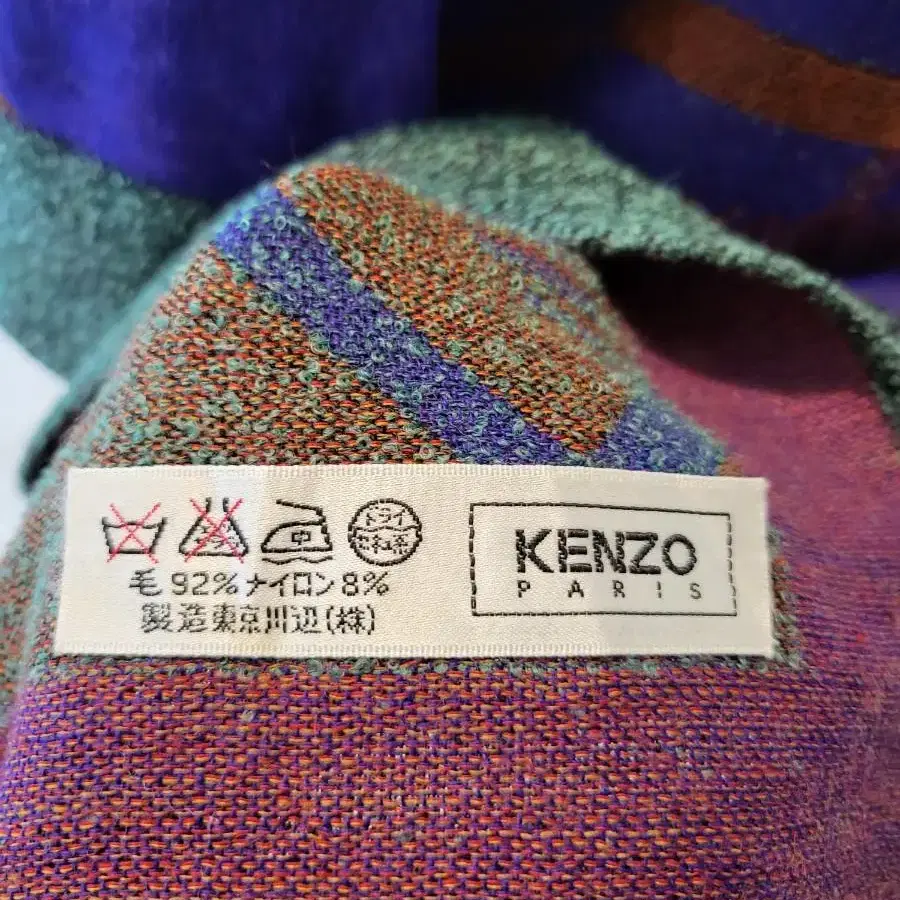 中
ドライ
セキユ系
毛 92% ナイロン 8%
製造東京川辺(株)
KENZO
PARIS